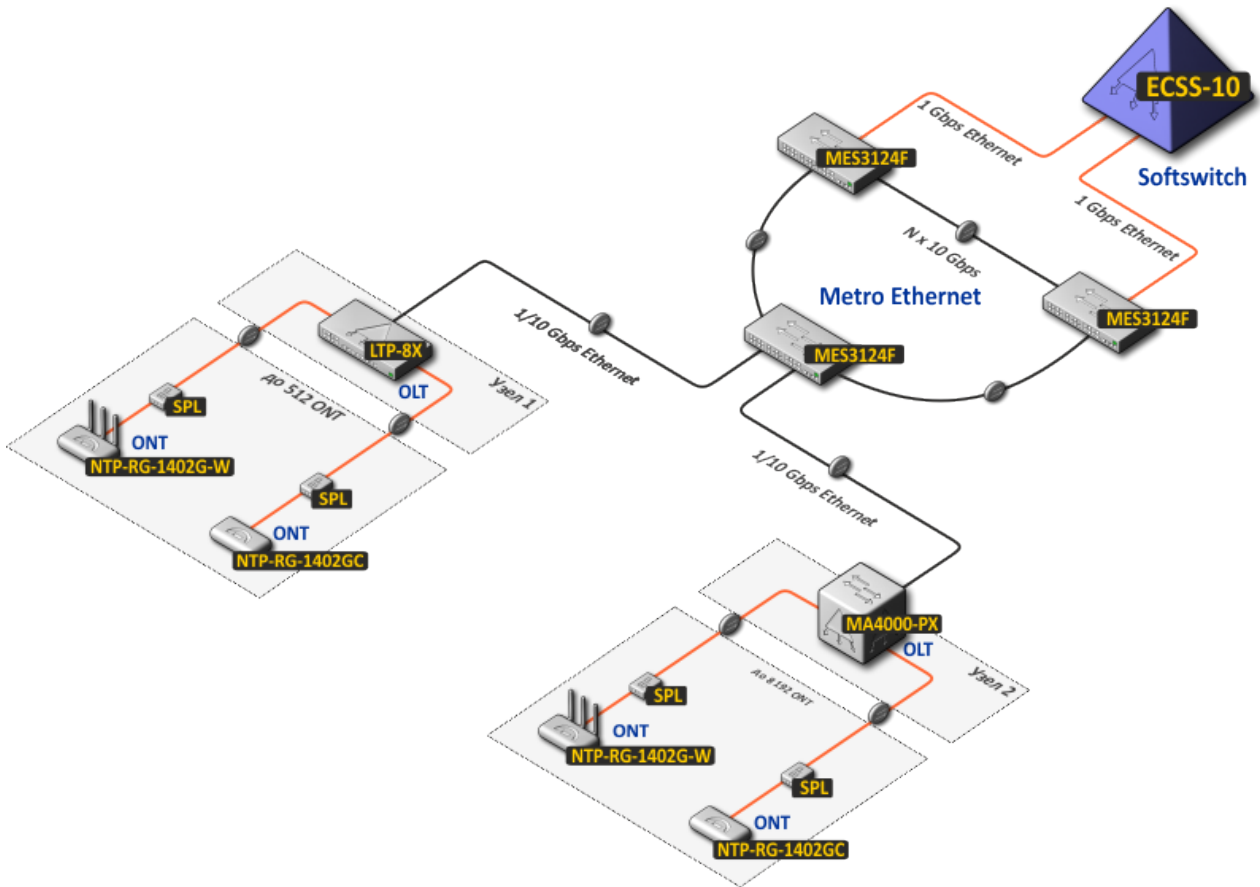 ECSS-10
Softswitch
1 Gbps Ethernet
MES3124F
1 Gbps Ethernet
N x 10 Gbps
Metro Ethernet
MES3124F
MES3124F
1/10 Gbps Ethernet
LTP-8X
OLT
Узел 1
до 512 ONT
SPL
ONT
NTP-RG-1402G-W
SPL
ONT
NTP-RG-1402GC
1/10 Gbps Ethernet
MA4000-PX
OLT
Узел 2
До 8192 ONT
SPL
ONT
NTP-RG-1402G-W
SPL
ONT
NTP-RG-1402GC